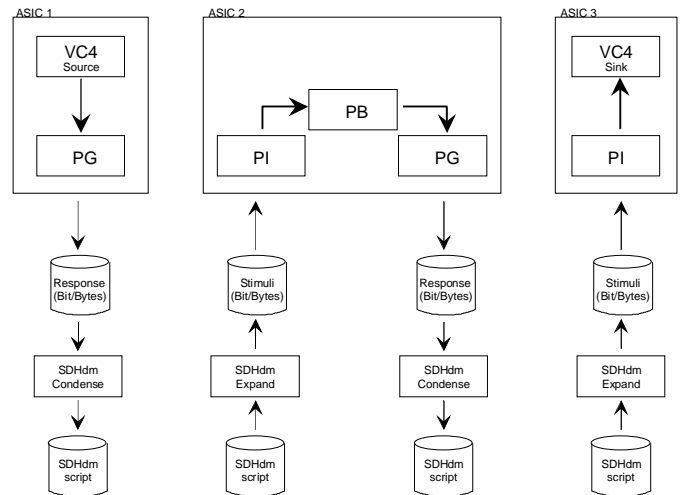 ASIC 1
ASIC 2
ASIC 3
VC4
Source
VC4
Sink
PB
PG
PI
PG
PI
Response
(Bit/Bytes)
Stimuli
(Bit/Bytes)
Response
(Bit/Bytes)
Stimuli
(Bit/Bytes)
SDHdm
Condense
SDHdm
Expand
SDHdm
Condense
SDHdm
Expand
SDHdm
script
SDHdm
script
SDHdm
script
SDHdm
script